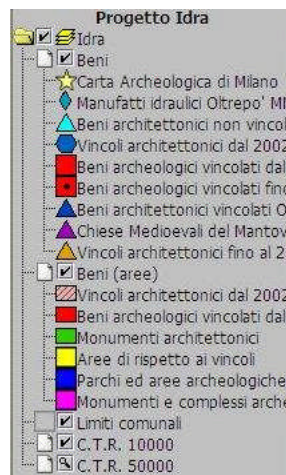 Progetto Idra
Idra
Beni
Carta Archeologica di Milano
Manufatti idraulici Oltrepo' M
Beni architettonici non vincol
Vincoli architettonici dal 2002
Beni archeologici vincolati dal
Beni archeologici vincolati fino
Beni architettonici vincolati O
Chiese Medioevali del Mantov
Vincoli architettonici fino al 2
Beni (aree)
Vincoli architettonici dal 2002
Beni archeologici vincolati dal
Monumenti architettonici
Aree di rispetto ai vincoli
Parchi ed aree archeologiche
Monumenti e complessi arche
Limiti comunali
C.T.R. 10000
C.T.R. 50000